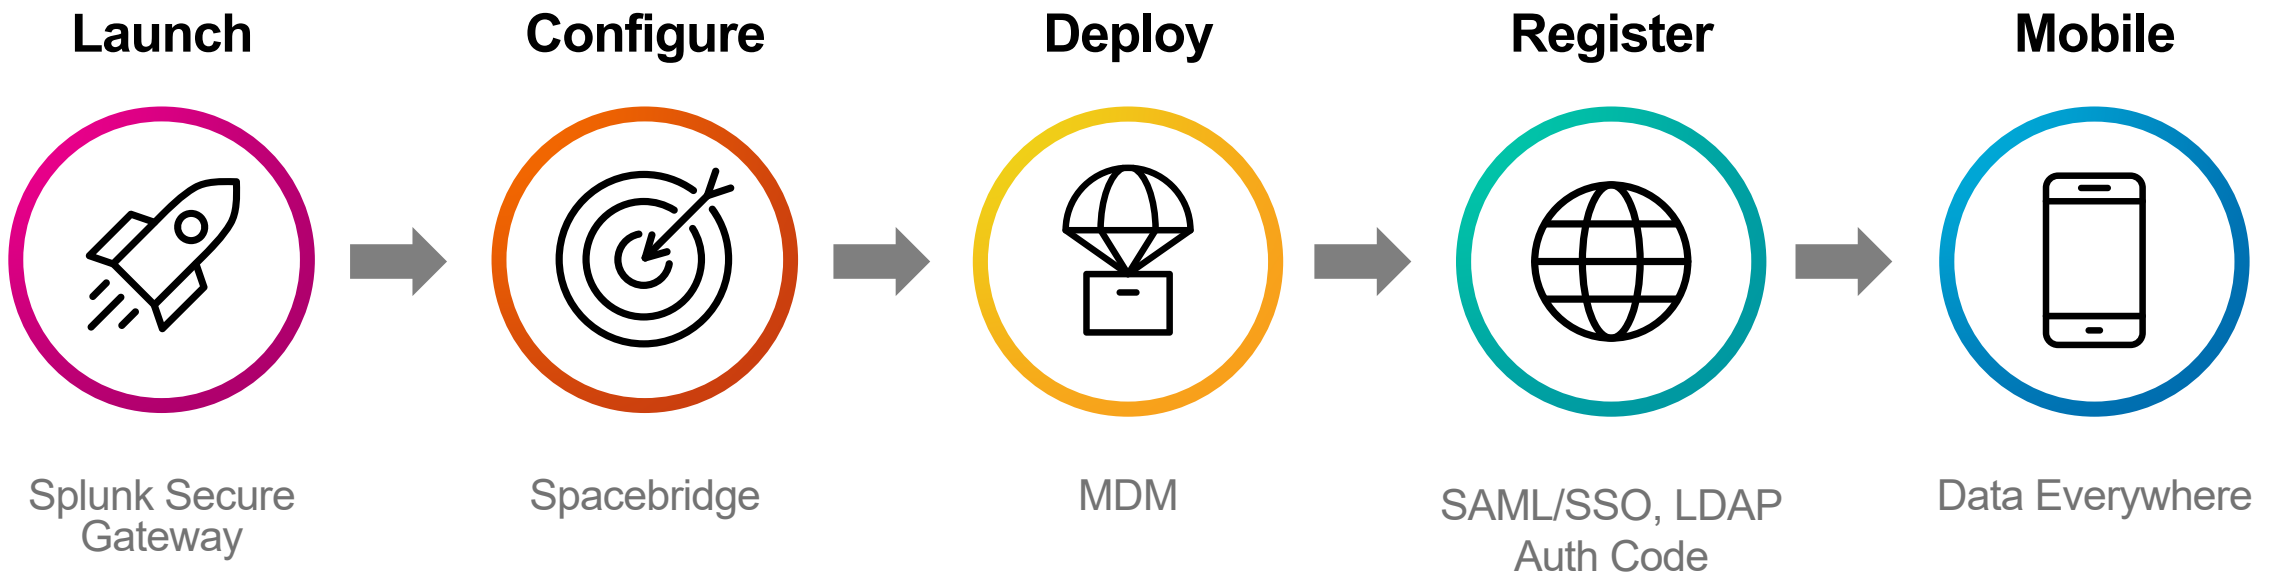 Launch
Configure
Deploy
Register
Mobile
Splunk Secure
Gateway
Spacebridge
MDM
SAML/SSO, LDAP
Auth Code
Data Everywhere